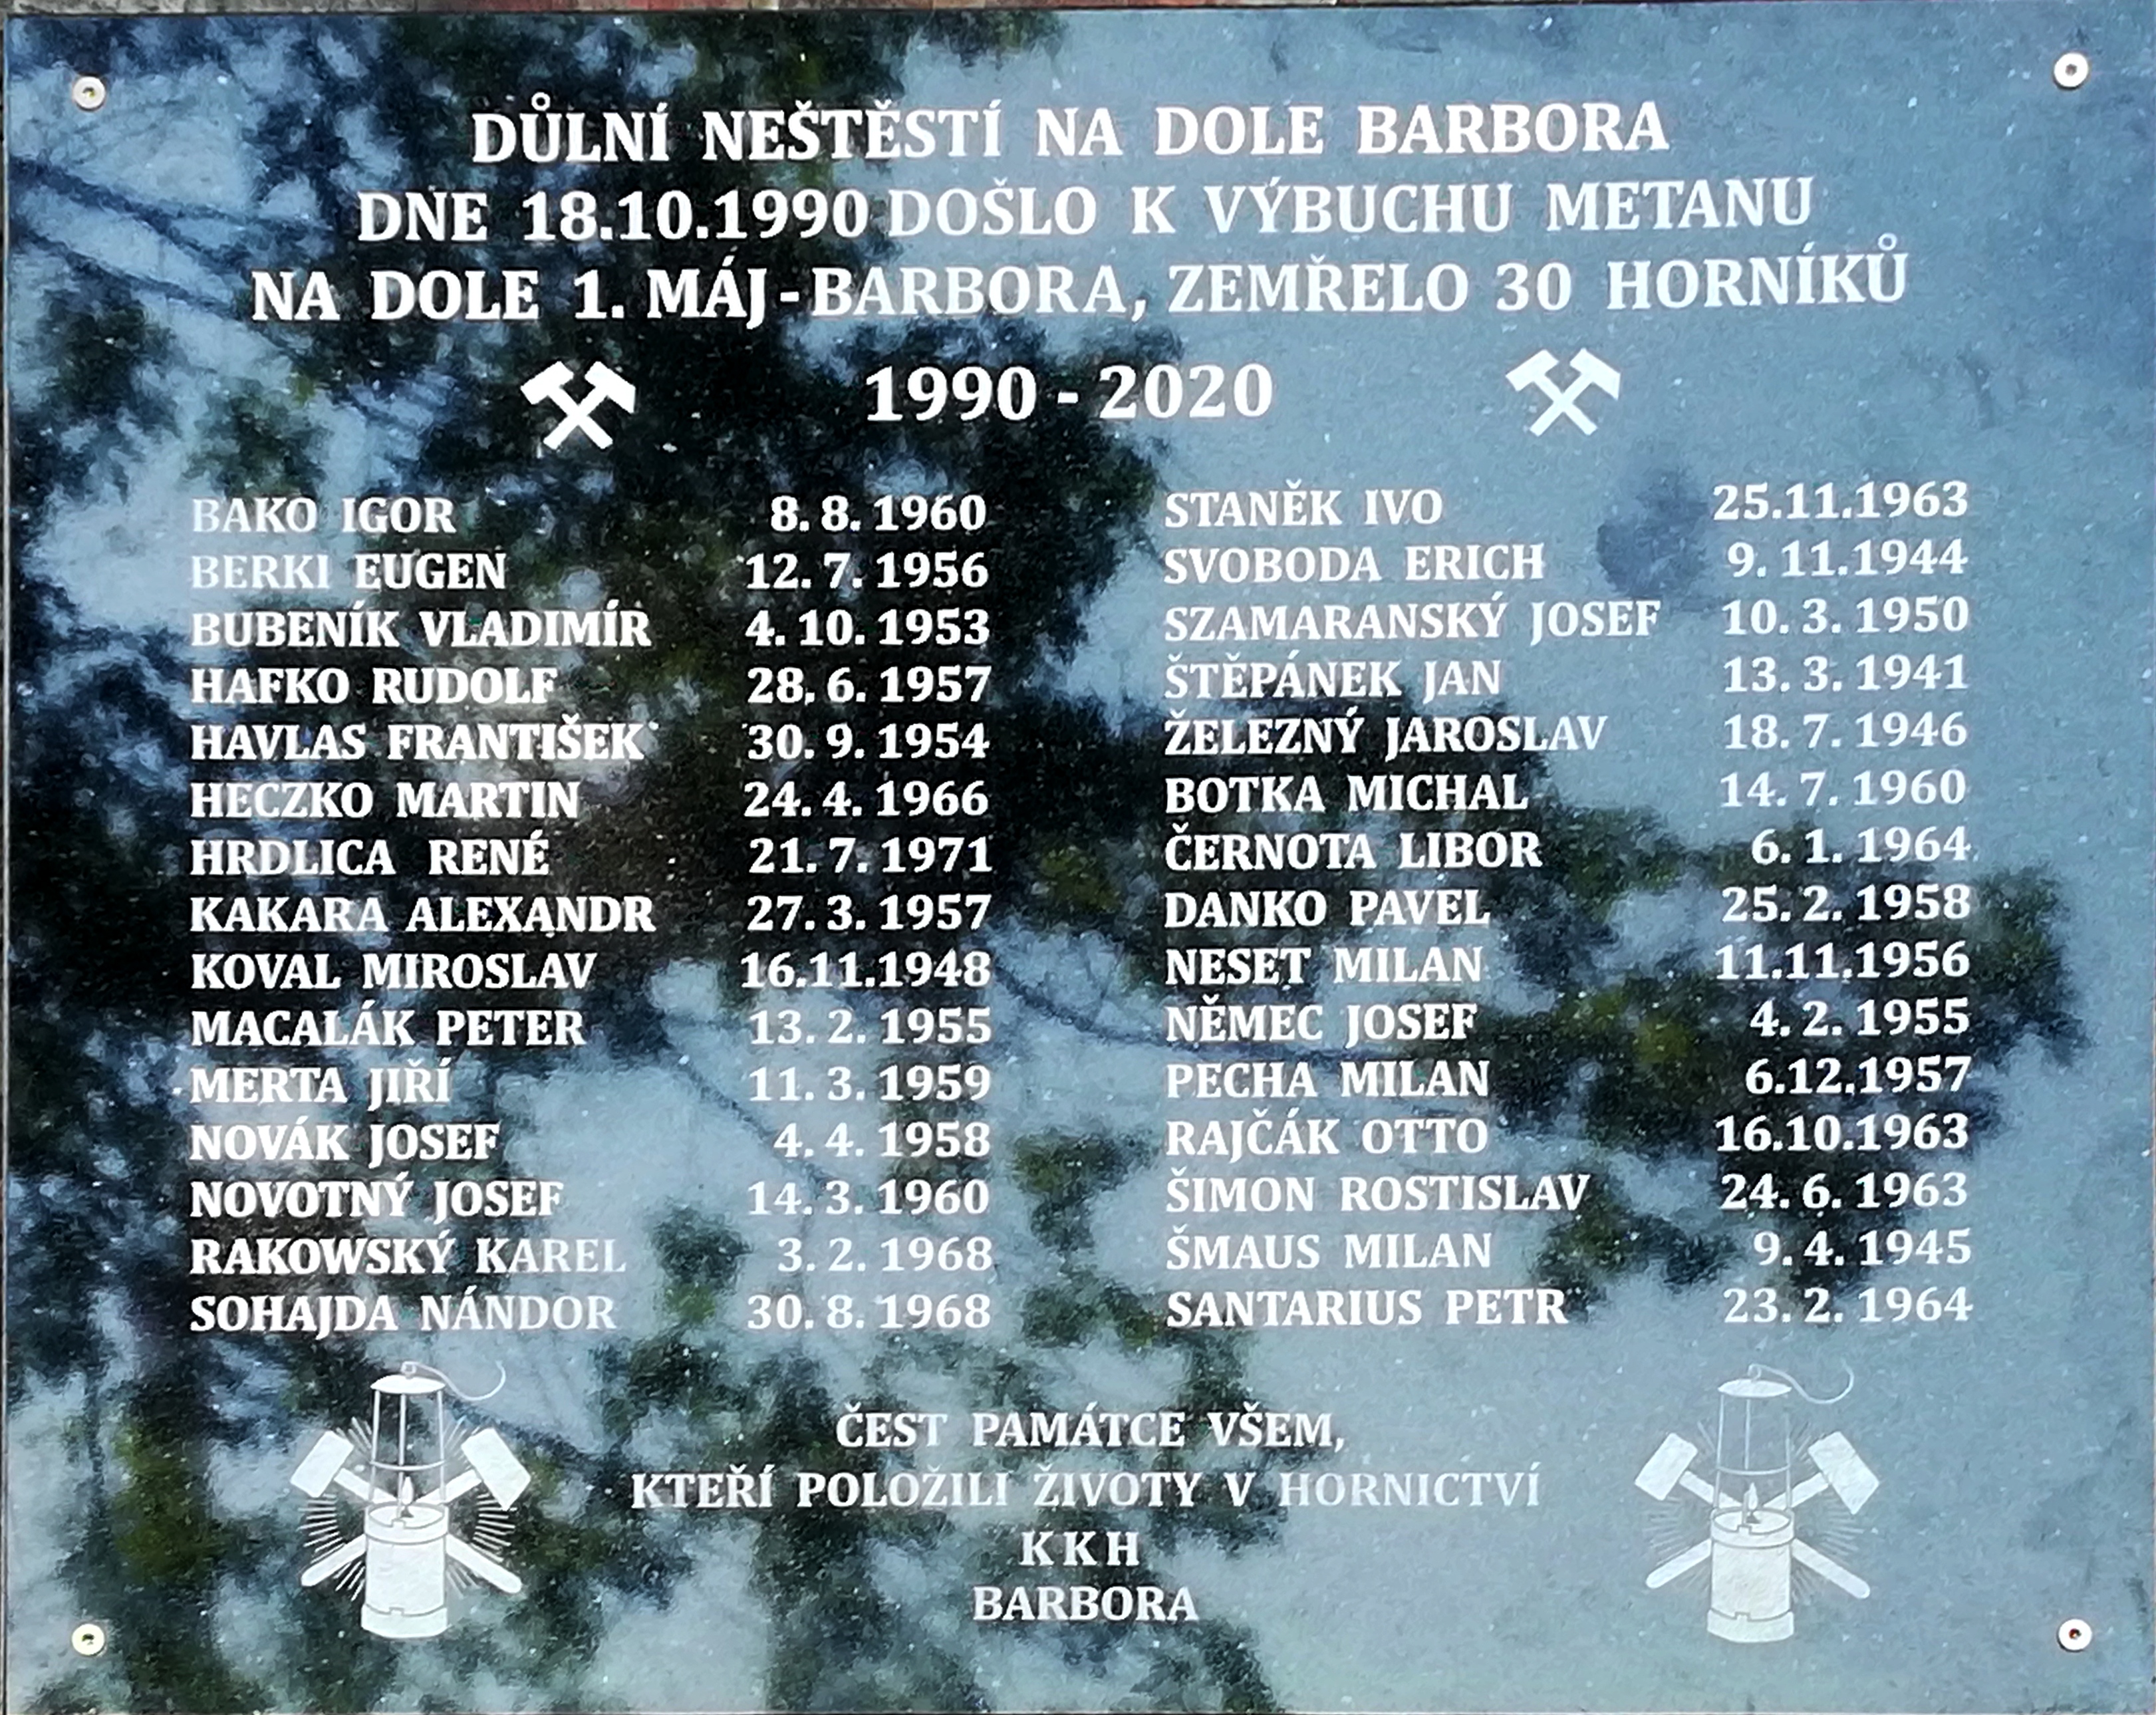 DŮLNÍ NEŠTĚSTÍ NA DOLE BARBORA
DNE 18.10.1990 DOŠLO K VÝBUCHU METANU
NA DOLE 1. MÁJ-BARBORA, ZEMŘELO 30 HORNÍKŮ
1990 - 2020
BAKO IGOR 8. 8. 1960
BERKI EUGEN 12. 7. 1956
BUBENÍK VLADIMÍR 4. 10. 1953
HAFKO RUDOLF 28. 6. 1957
HAVLAS FRANTIŠEK 30. 9. 1954
HECZKO MARTIN 24. 4. 1966
HRDLICA RENÉ 21. 7. 1971
KAKARA ALEXANDR 27. 3. 1957
KOVAL MIROSLAV 16.11.1948
MACALÁK PETER 13. 2. 1955
MERTA JIŘÍ 11. 3. 1959
NOVÁK JOSEF 4. 4. 1958
NOVOTNÝ JOSEF 14. 3. 1960
RAKOWSKÝ KAREL 3. 2. 1968
SOHAJDA NÁNDOR 30. 8. 1968
STANĚK IVO 25.11.1963
SVOBODA ERICH 9. 11.1944
SZAMARANSKÝ JOSEF 10. 3. 1950
ŠTĚPÁNEK JAN 13. 3. 1941
ŽELEZNÝ JAROSLAV 18. 7. 1946
BOTKA MICHAL 14. 7. 1960
ČERNOTA LIBOR 6. 1. 1964
DANKO PAVEL 25. 2. 1958
NESET MILAN 11.11.1956
NĚMEC JOSEF 4. 2. 1955
PECHA MILAN 6.12.1957
RAJČÁK OTTO 16.10.1963
ŠIMON ROSTISLAV 24. 6. 1963
ŠMAUS MILAN 9. 4. 1945
SANTARIUS PETR 23. 2. 1964
ČEST PAMÁTCE VŠEM,
KTEŘÍ POLOŽILI ŽIVOTY V HORNICTVÍ
K K H
BARBORA